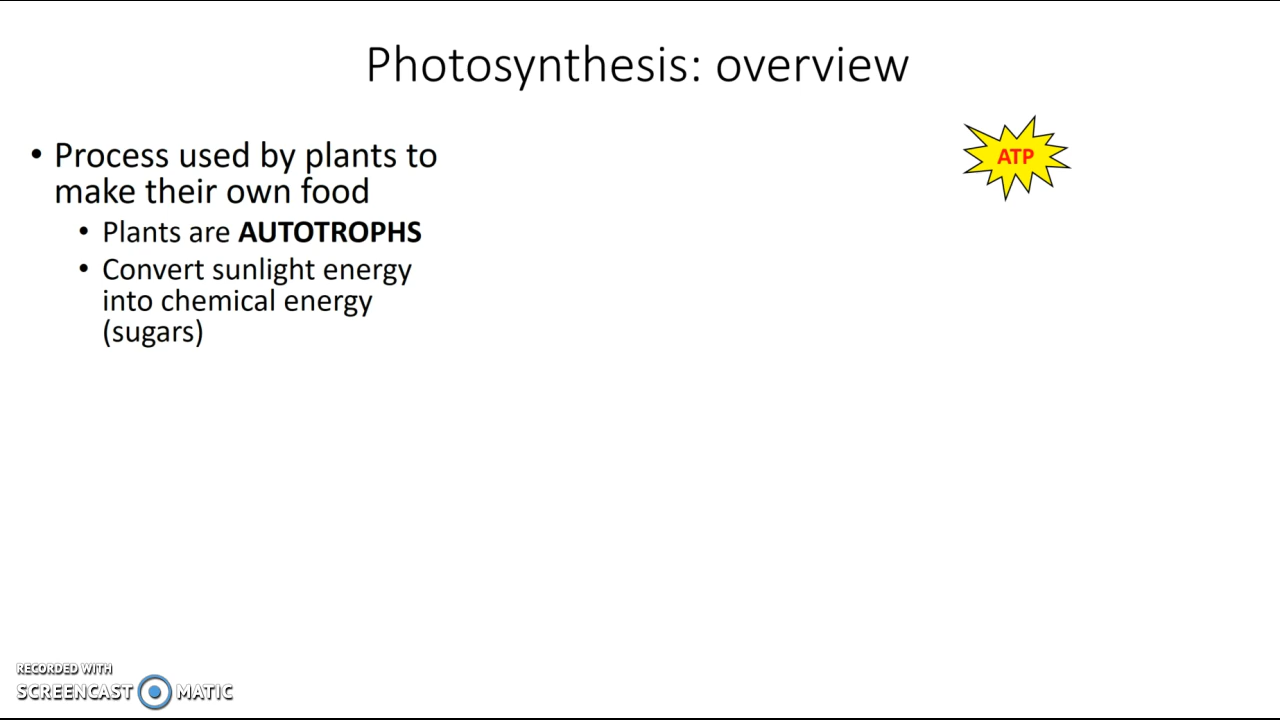 Photosynthesis: overview
• Process used by plants to
make their own food
• Plants are AUTOTROPHS
• Convert sunlight energy
into chemical energy
(sugars)
ATP
RECORDED WITH
SCREENCAST MATIC